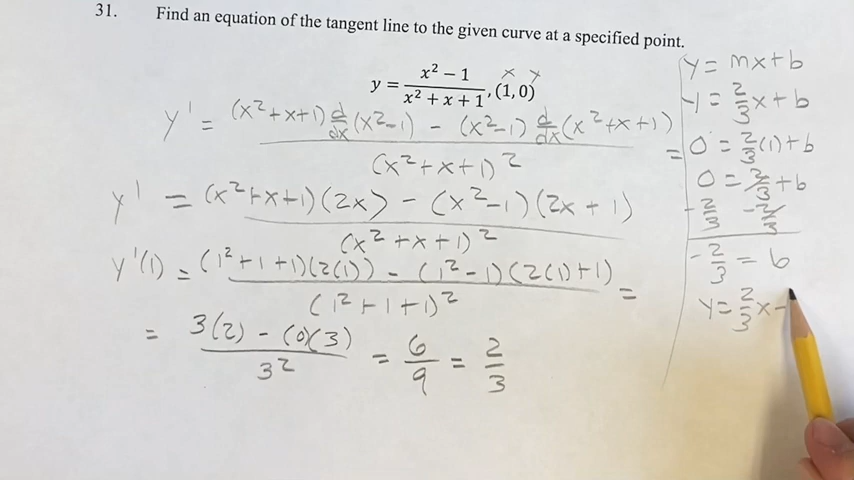 31. Find an equation of the tangent line to the given curve at a specified point.
x y
y = (x² − 1)/(x² + x + 1), (1, 0)
y' = ((x²+x+1) d/dx (x²−1) − (x²−1) d/dx (x²+x+1))/(x²+x+1)² =
y' = ((x²+x+1)(2x) − (x²−1)(2x+1))/(x²+x+1)²
y'(1) = ((1²+1+1)(2(1)) − (1²−1)(2(1)+1))/(1²+1+1)² =
= (3(2) − (0)(3))/3² = 6/9 = 2/3
y = mx+b
y = 2/3 x + b
0 = 2/3 (1) + b
0 = 2/3 + b
−2/3 −2/3
−2/3 = b
y = 2/3 x −